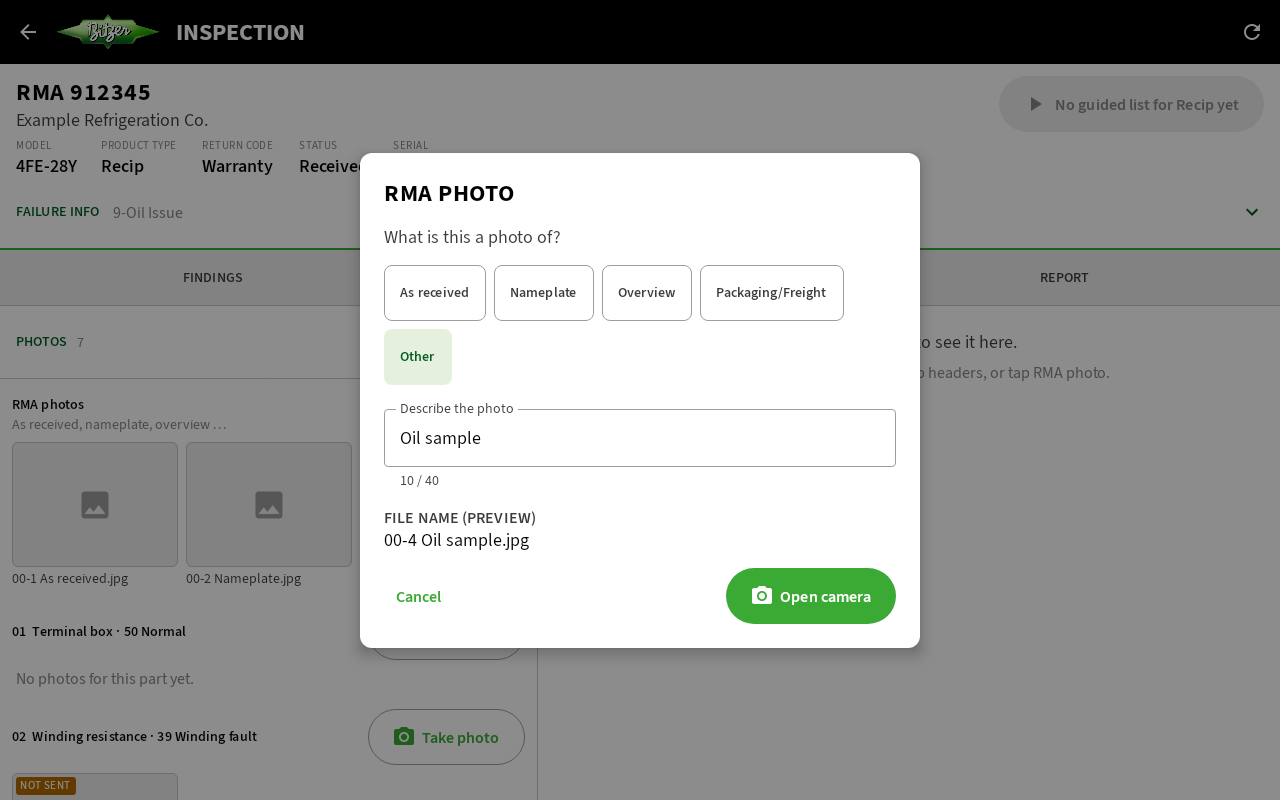 Bitzer
INSPECTION
RMA 912345
Example Refrigeration Co.
No guided list for Recip yet
MODEL PRODUCT TYPE RETURN CODE STATUS SERIAL
4FE-28Y Recip Warranty Received
FAILURE INFO 9-Oil Issue
FINDINGS REPORT
PHOTOS 7
to see it here.
headers, or tap RMA photo.
RMA photos
As received, nameplate, overview …
00-1 As received.jpg 00-2 Nameplate.jpg
01 Terminal box · 50 Normal
No photos for this part yet.
02 Winding resistance · 39 Winding fault
Take photo
NOT SENT
RMA PHOTO
What is this a photo of?
As received Nameplate Overview Packaging/Freight
Other
Describe the photo
Oil sample
10 / 40
FILE NAME (PREVIEW)
00-4 Oil sample.jpg
Cancel Open camera